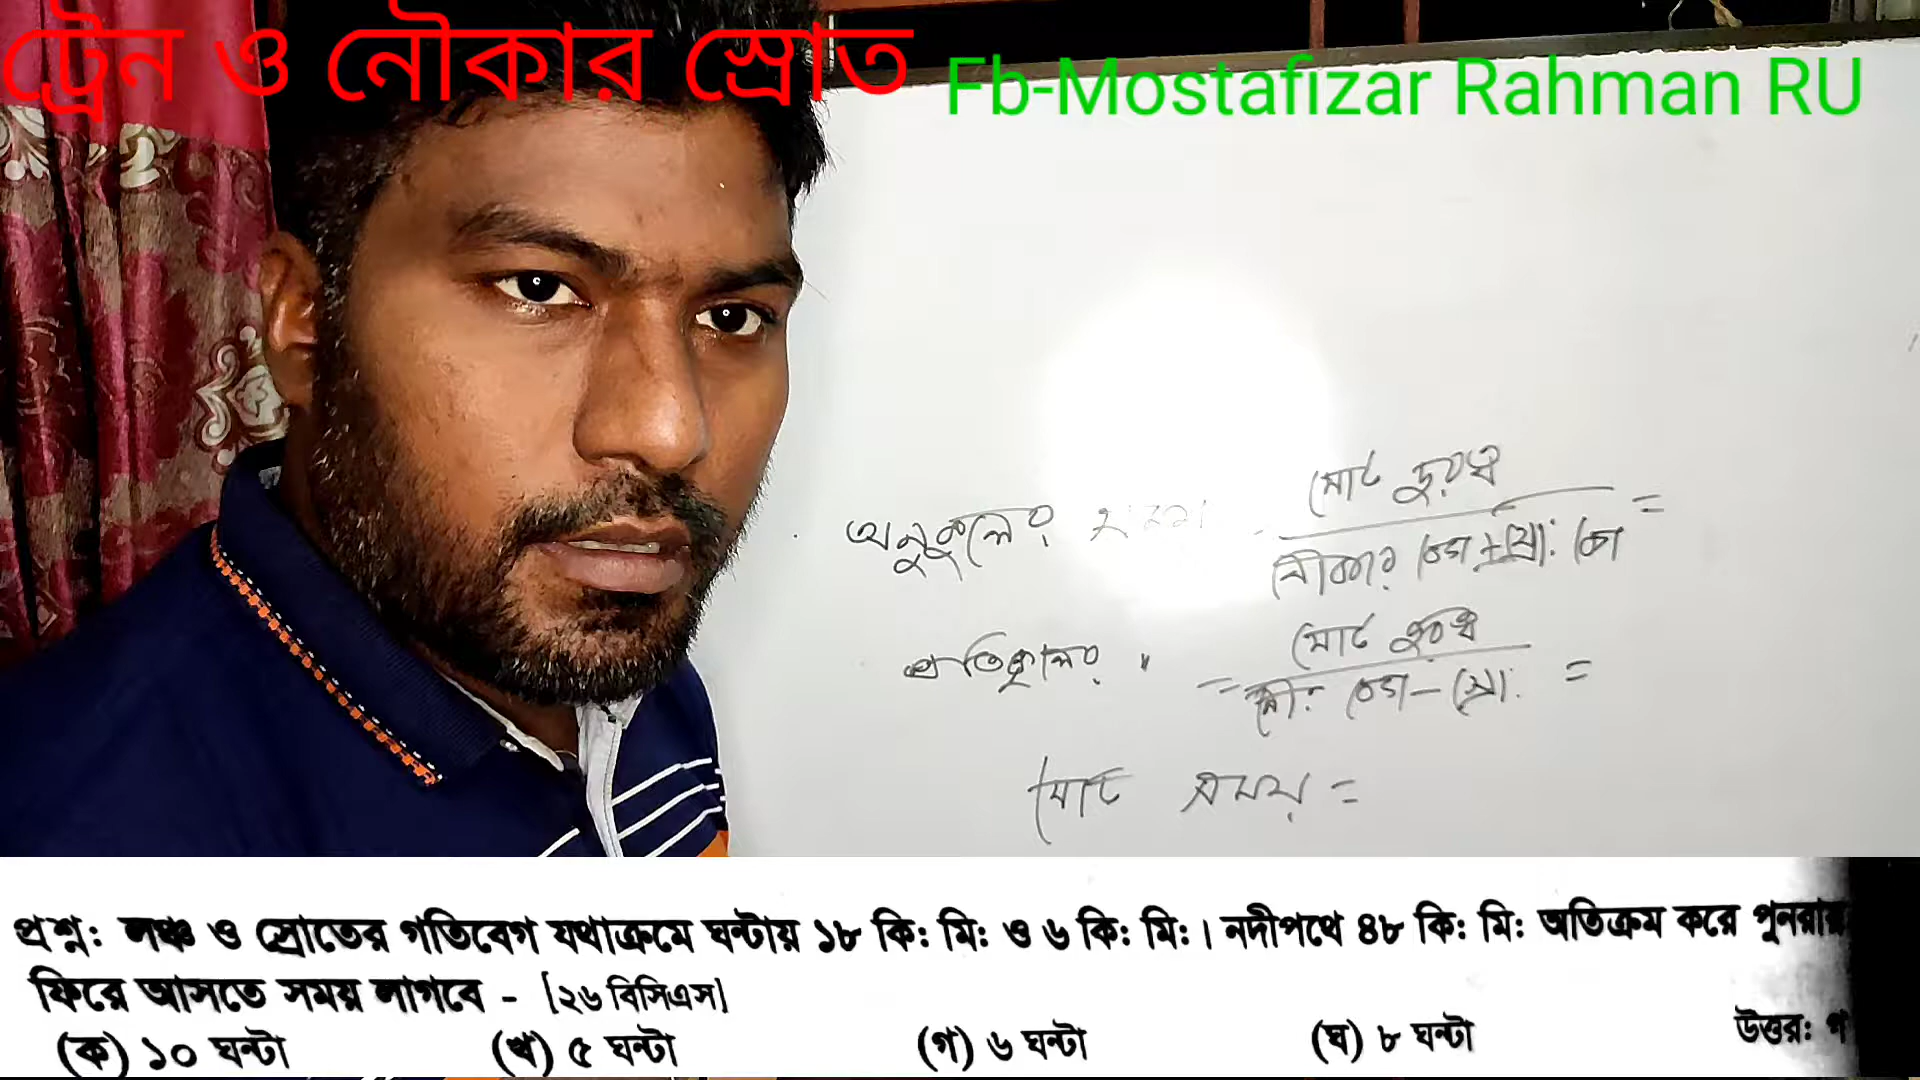 ট্রেন ও নৌকার স্রোত
Fb-Mostafizar Rahman RU
অনুকূলের সময় = মোট দুরত্ব / নৌকার বেগ + স্রো: বেগ =
প্রতিকূলের " = মোট দুরত্ব / নৌ: বেগ – স্রো: =
মোট সময় =
প্রশ্ন: লঞ্চ ও স্রোতের গতিবেগ যথাক্রমে ঘন্টায় ১৮ কি: মি: ও ৬ কি: মি:। নদীপথে ৪৮ কি: মি: অতিক্রম করে পুনরায়
ফিরে আসতে সময় লাগবে - [২৬ বিসিএস]
(ক) ১০ ঘন্টা (খ) ৫ ঘন্টা (গ) ৬ ঘন্টা (ঘ) ৮ ঘন্টা উত্তর: গ